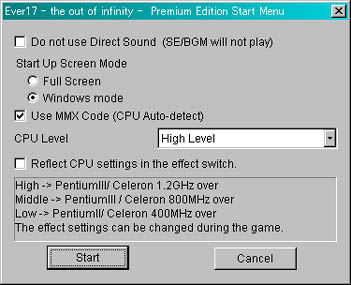 Ever17 - the out of infinity - Premium Edition Start Menu
Do not use Direct Sound (SE/BGM will not play)
Start Up Screen Mode
Full Screen
Windows mode
Use MMX Code (CPU Auto-detect)
CPU Level
High Level
Reflect CPU settings in the effect switch.
High -> PentiumIII/ Celeron 1.2GHz over
Middle -> PentiumIII / Celeron 800MHz over
Low -> PentiumII/ Celeron 400MHz over
The effect settings can be changed during the game.
Start
Cancel